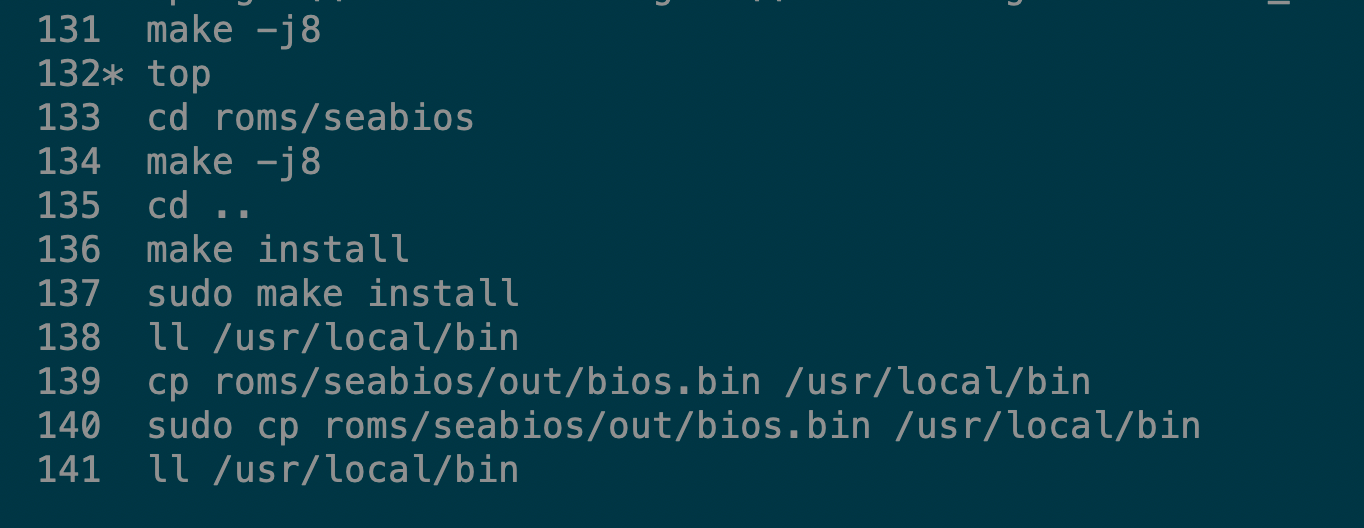 131 make -j8
132* top
133 cd roms/seabios
134 make -j8
135 cd ..
136 make install
137 sudo make install
138 ll /usr/local/bin
139 cp roms/seabios/out/bios.bin /usr/local/bin
140 sudo cp roms/seabios/out/bios.bin /usr/local/bin
141 ll /usr/local/bin